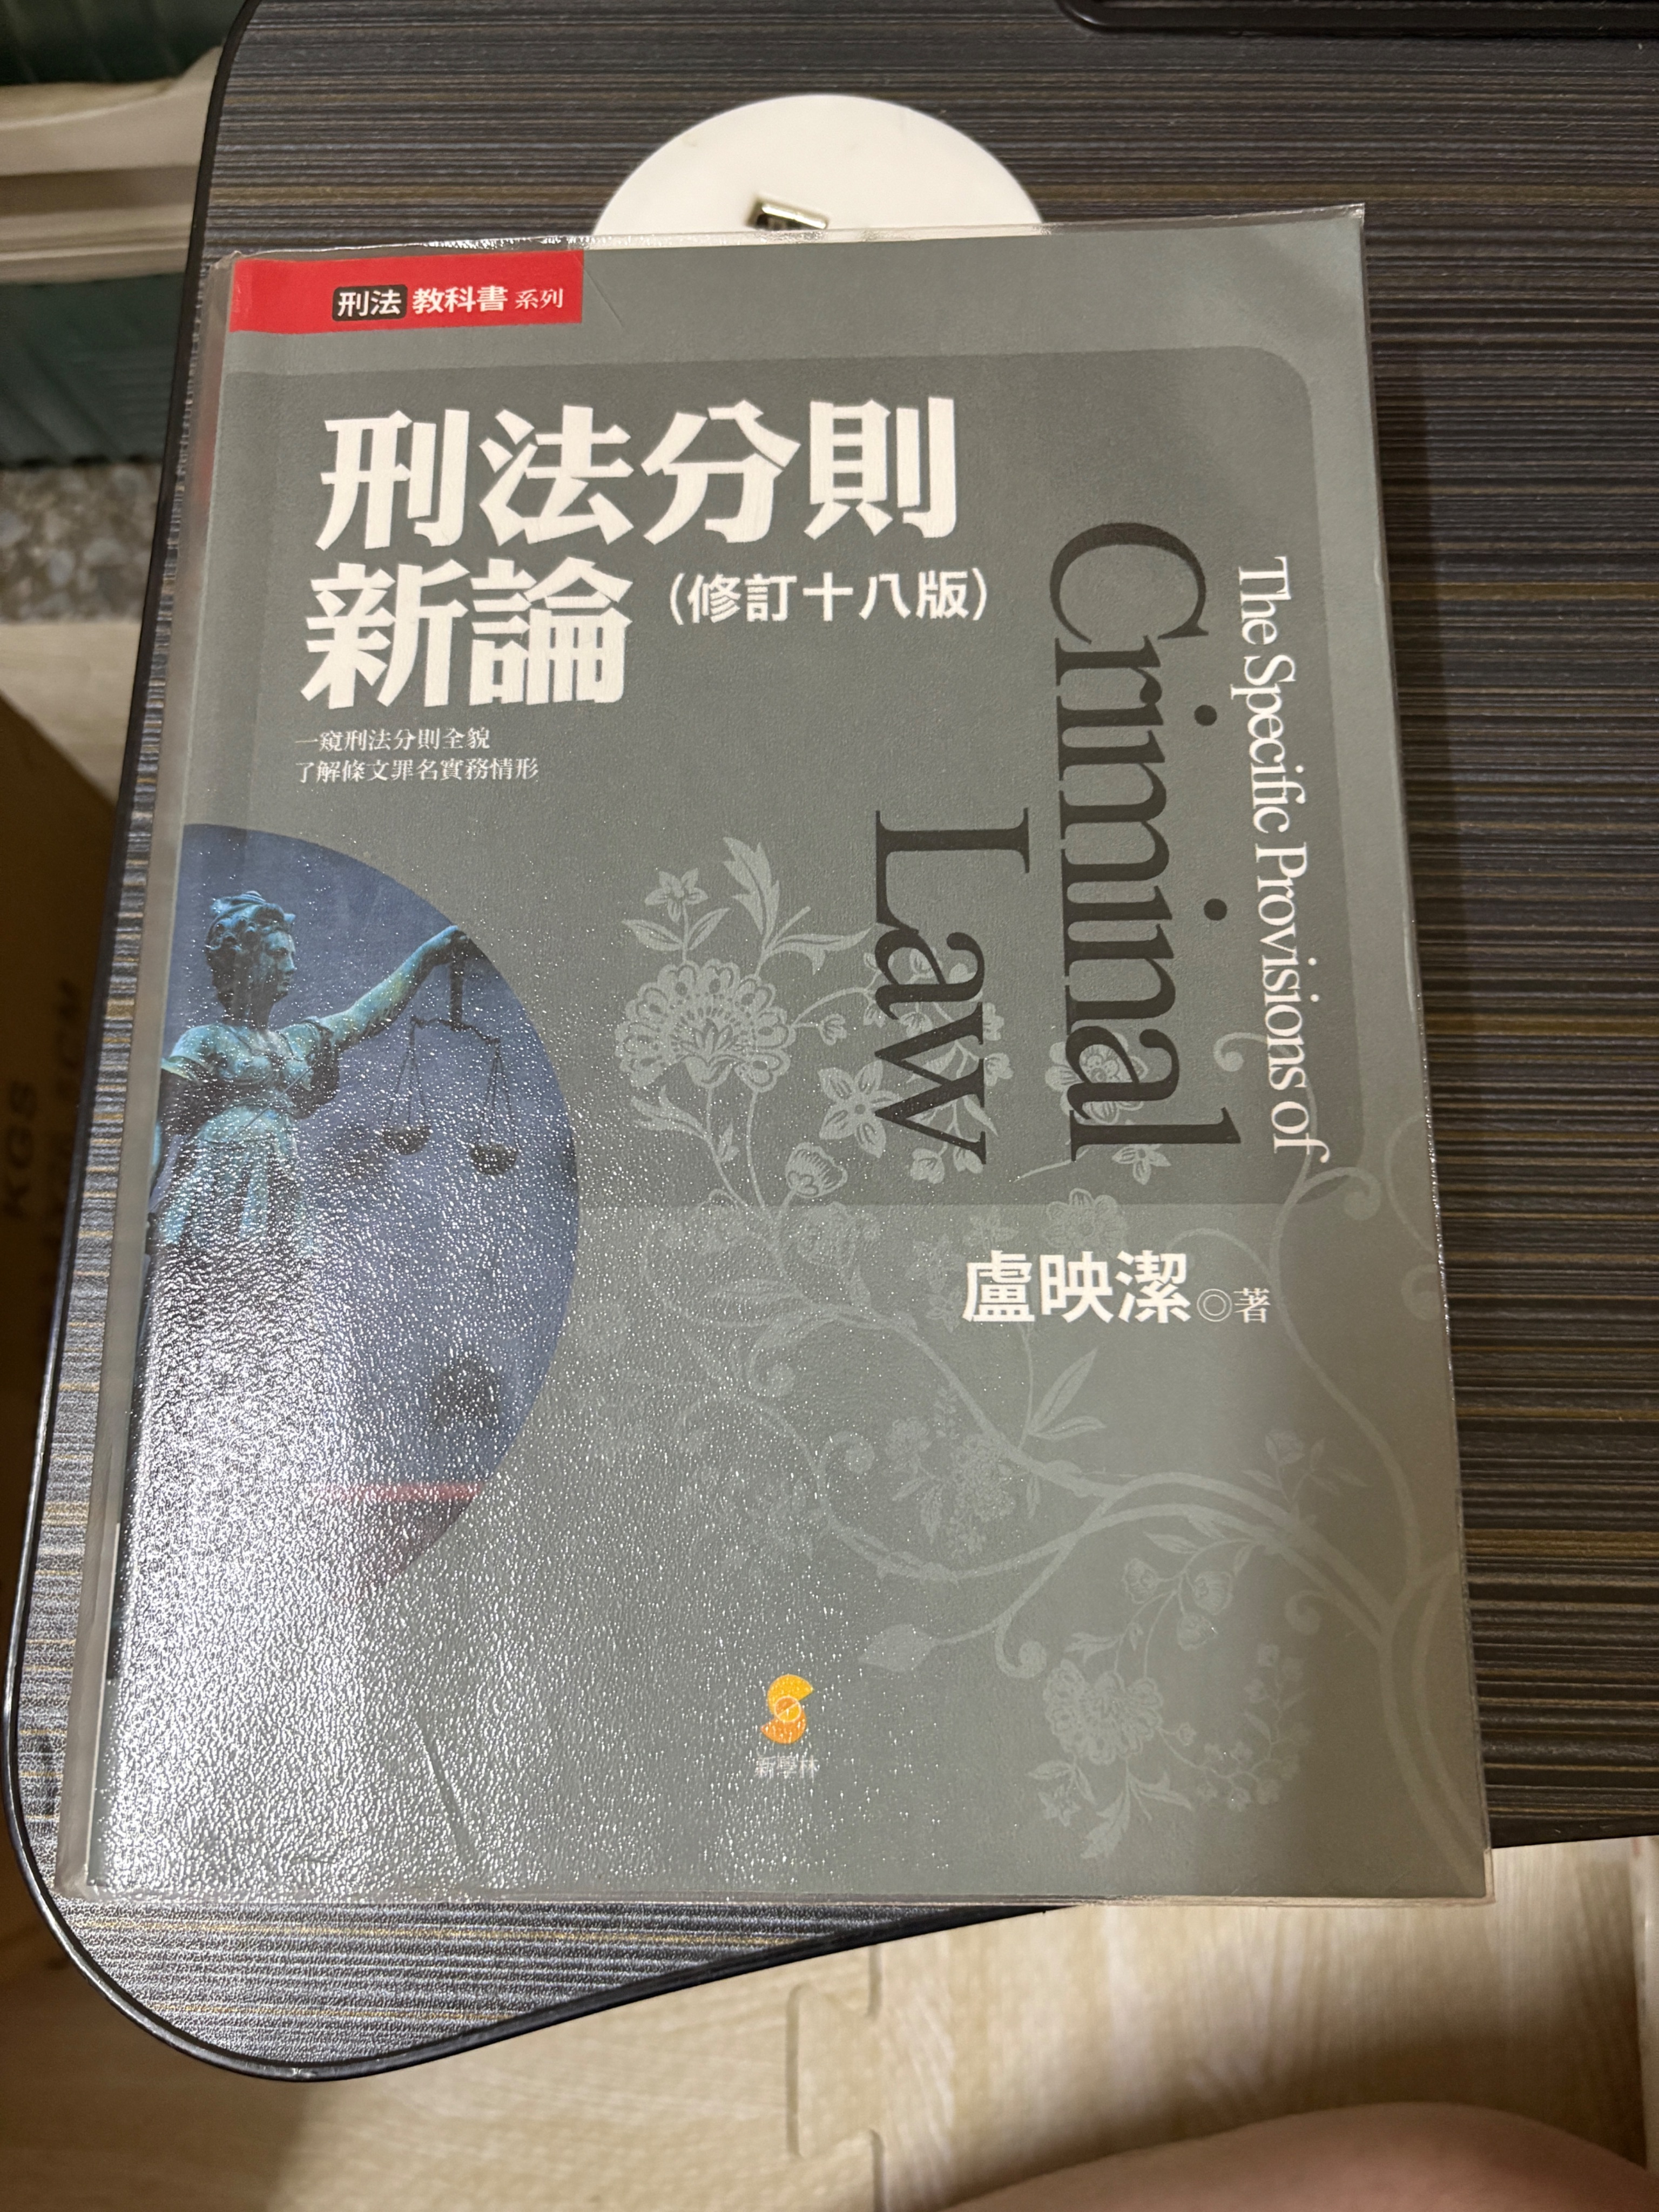 刑法 教科書 系列
刑法分則
新論 (修訂十八版)
一窺刑法分則全貌
了解條文罪名實務情形
The Specific Provisions of
Criminal
Law
盧映潔◎著
新學林
KGS